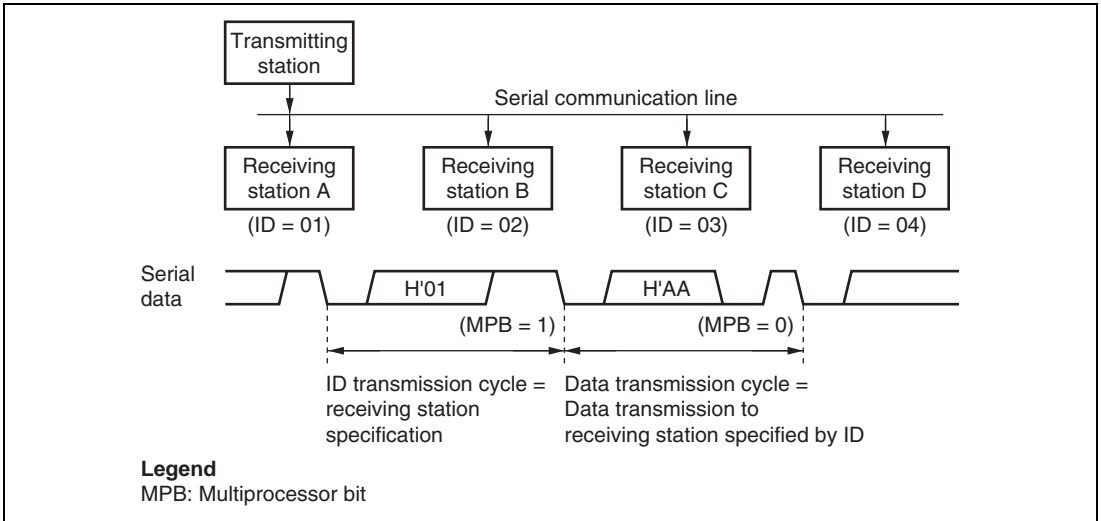 Transmitting
station
Serial communication line
Receiving
station A
Receiving
station B
Receiving
station C
Receiving
station D
(ID = 01)
(ID = 02)
(ID = 03)
(ID = 04)
Serial
data
H'01
H'AA
(MPB = 1)
(MPB = 0)
ID transmission cycle =
receiving station
specification
Data transmission cycle =
Data transmission to
receiving station specified by ID
Legend
MPB: Multiprocessor bit